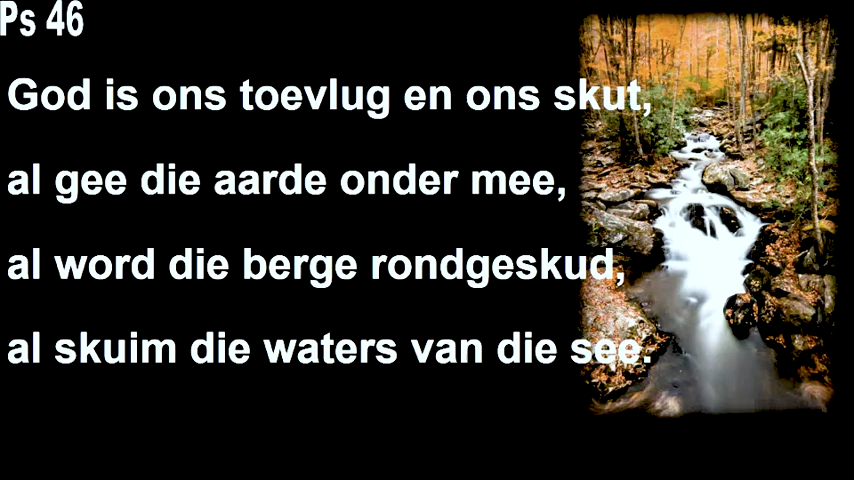 Ps 46
God is ons toevlug en ons skut,
al gee die aarde onder mee,
al word die berge rondgeskud,
al skuim die waters van die see.